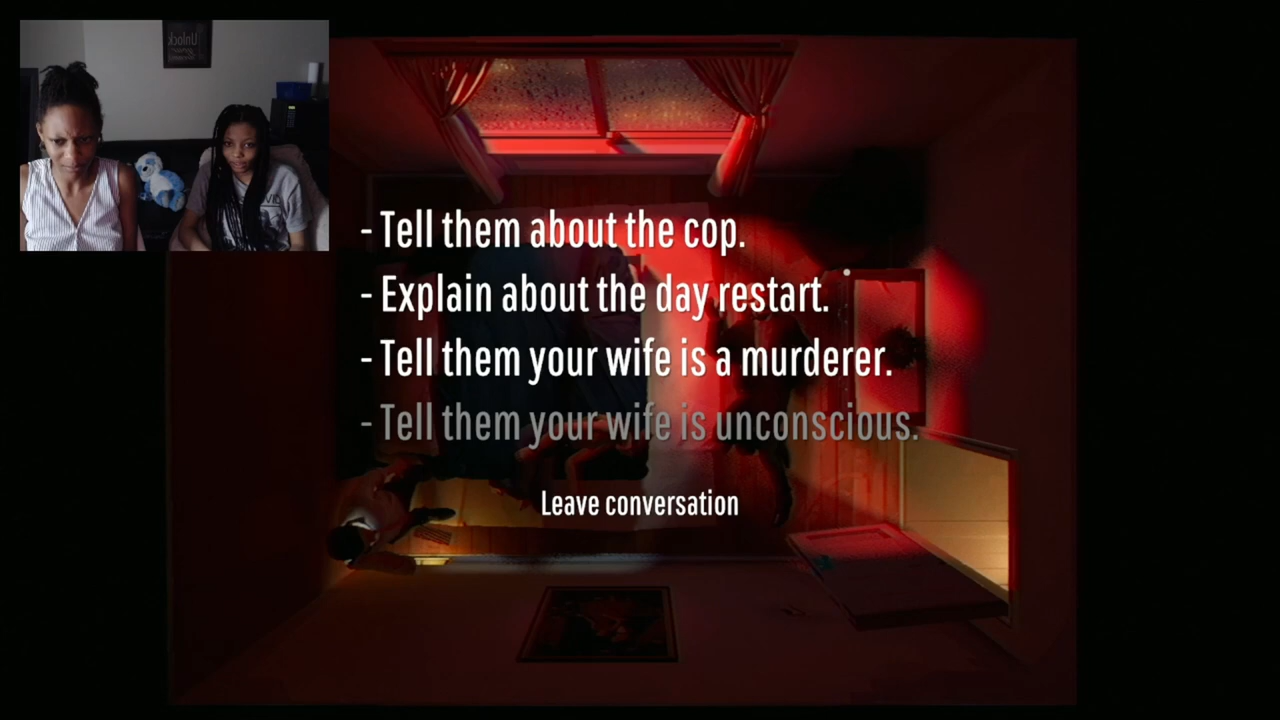 Unlock
- Tell them about the cop.
- Explain about the day restart.
- Tell them your wife is a murderer.
- Tell them your wife is unconscious.
Leave conversation